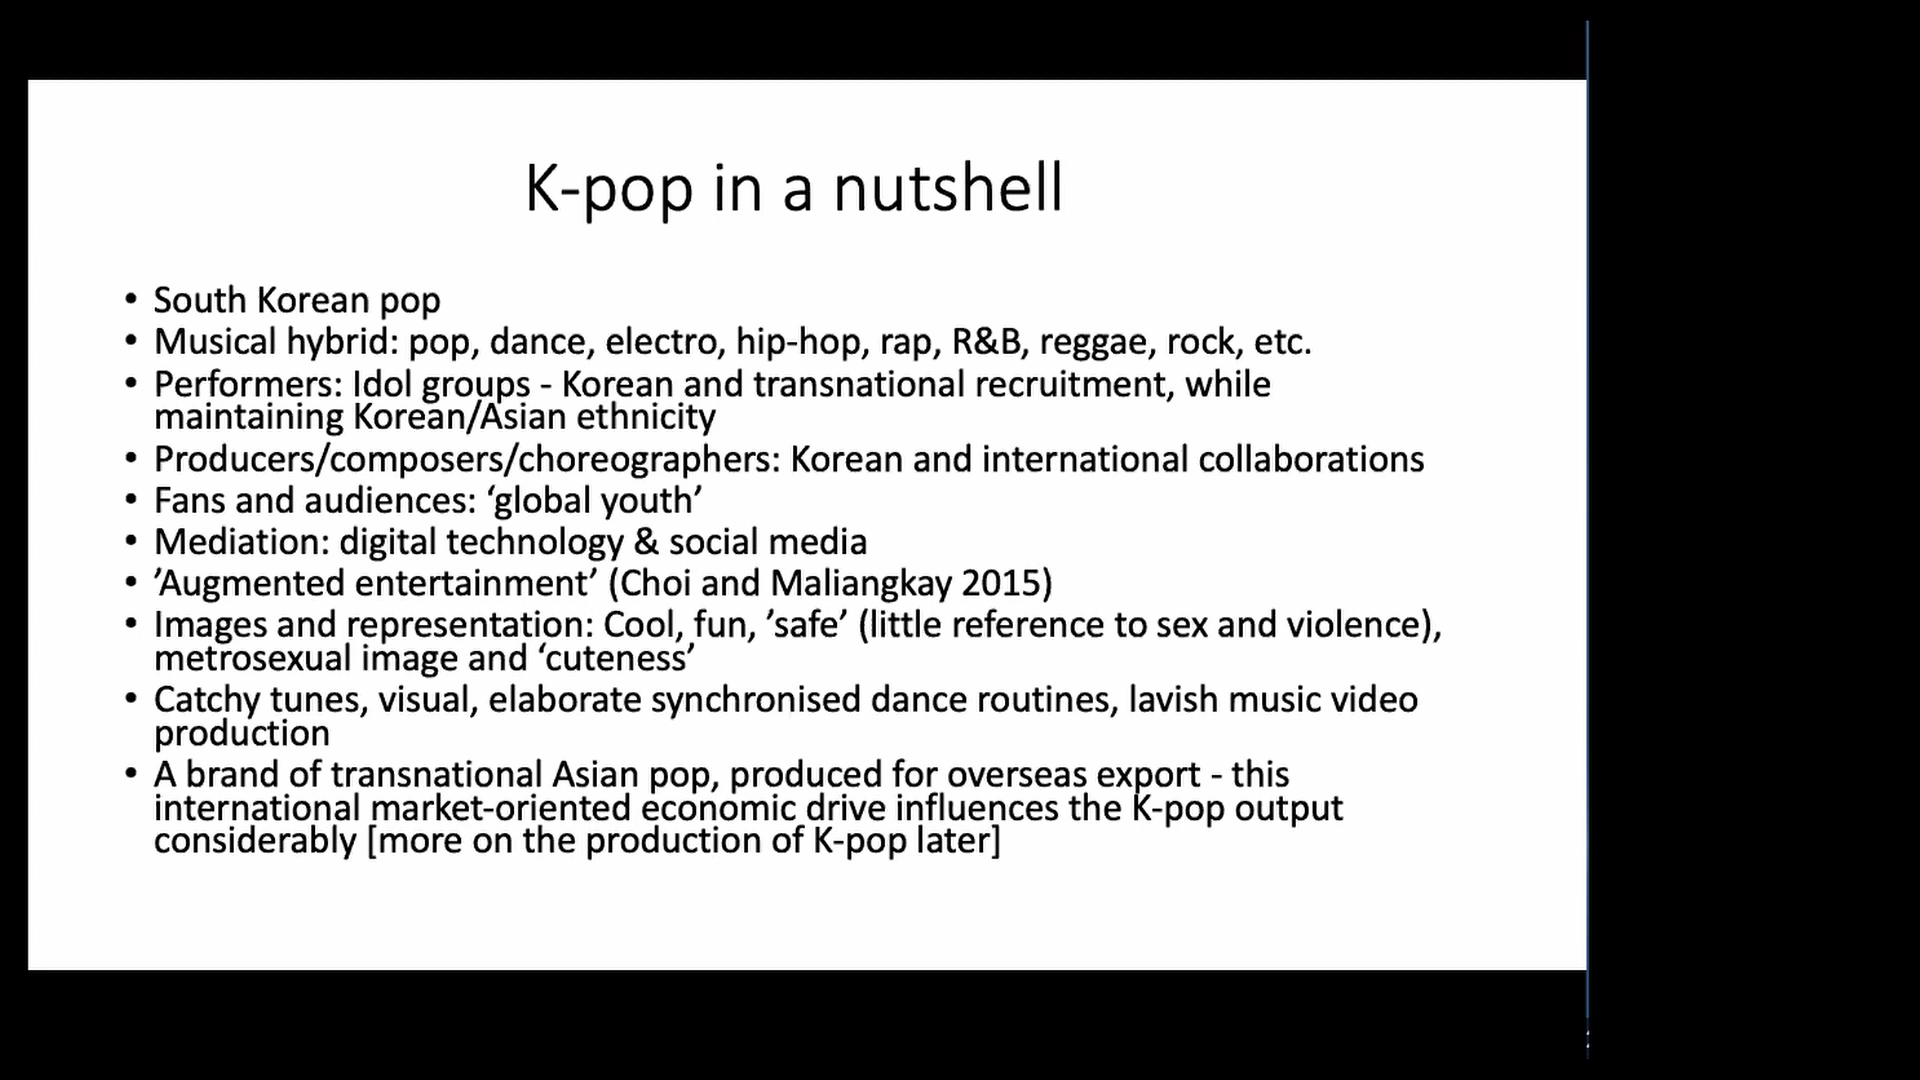 K-pop in a nutshell
• South Korean pop
• Musical hybrid: pop, dance, electro, hip-hop, rap, R&B, reggae, rock, etc.
• Performers: Idol groups - Korean and transnational recruitment, while
maintaining Korean/Asian ethnicity
• Producers/composers/choreographers: Korean and international collaborations
• Fans and audiences: ‘global youth’
• Mediation: digital technology & social media
• ’Augmented entertainment’ (Choi and Maliangkay 2015)
• Images and representation: Cool, fun, ’safe’ (little reference to sex and violence),
metrosexual image and ‘cuteness’
• Catchy tunes, visual, elaborate synchronised dance routines, lavish music video
production
• A brand of transnational Asian pop, produced for overseas export - this
international market-oriented economic drive influences the K-pop output
considerably [more on the production of K-pop later]